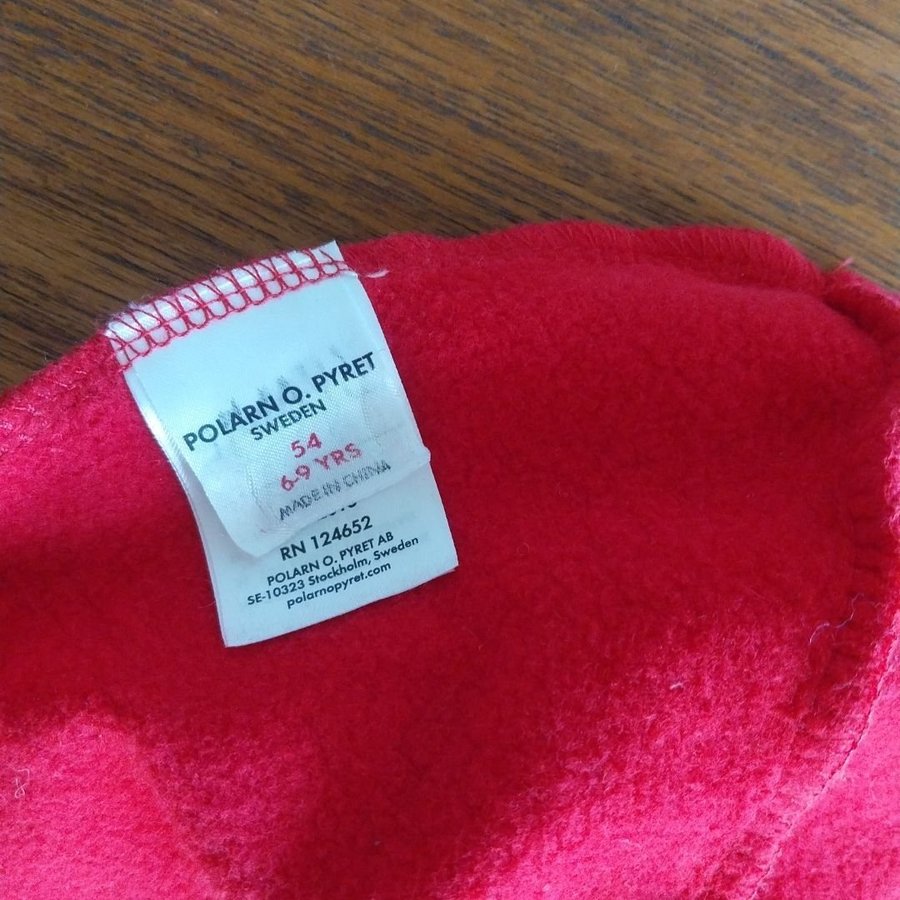 POLARN O. PYRET
SWEDEN
54
6-9 YRS
MADE IN CHINA
RN 124652
POLARN O. PYRET AB
SE-10323 Stockholm, Sweden
polarnopyret.com